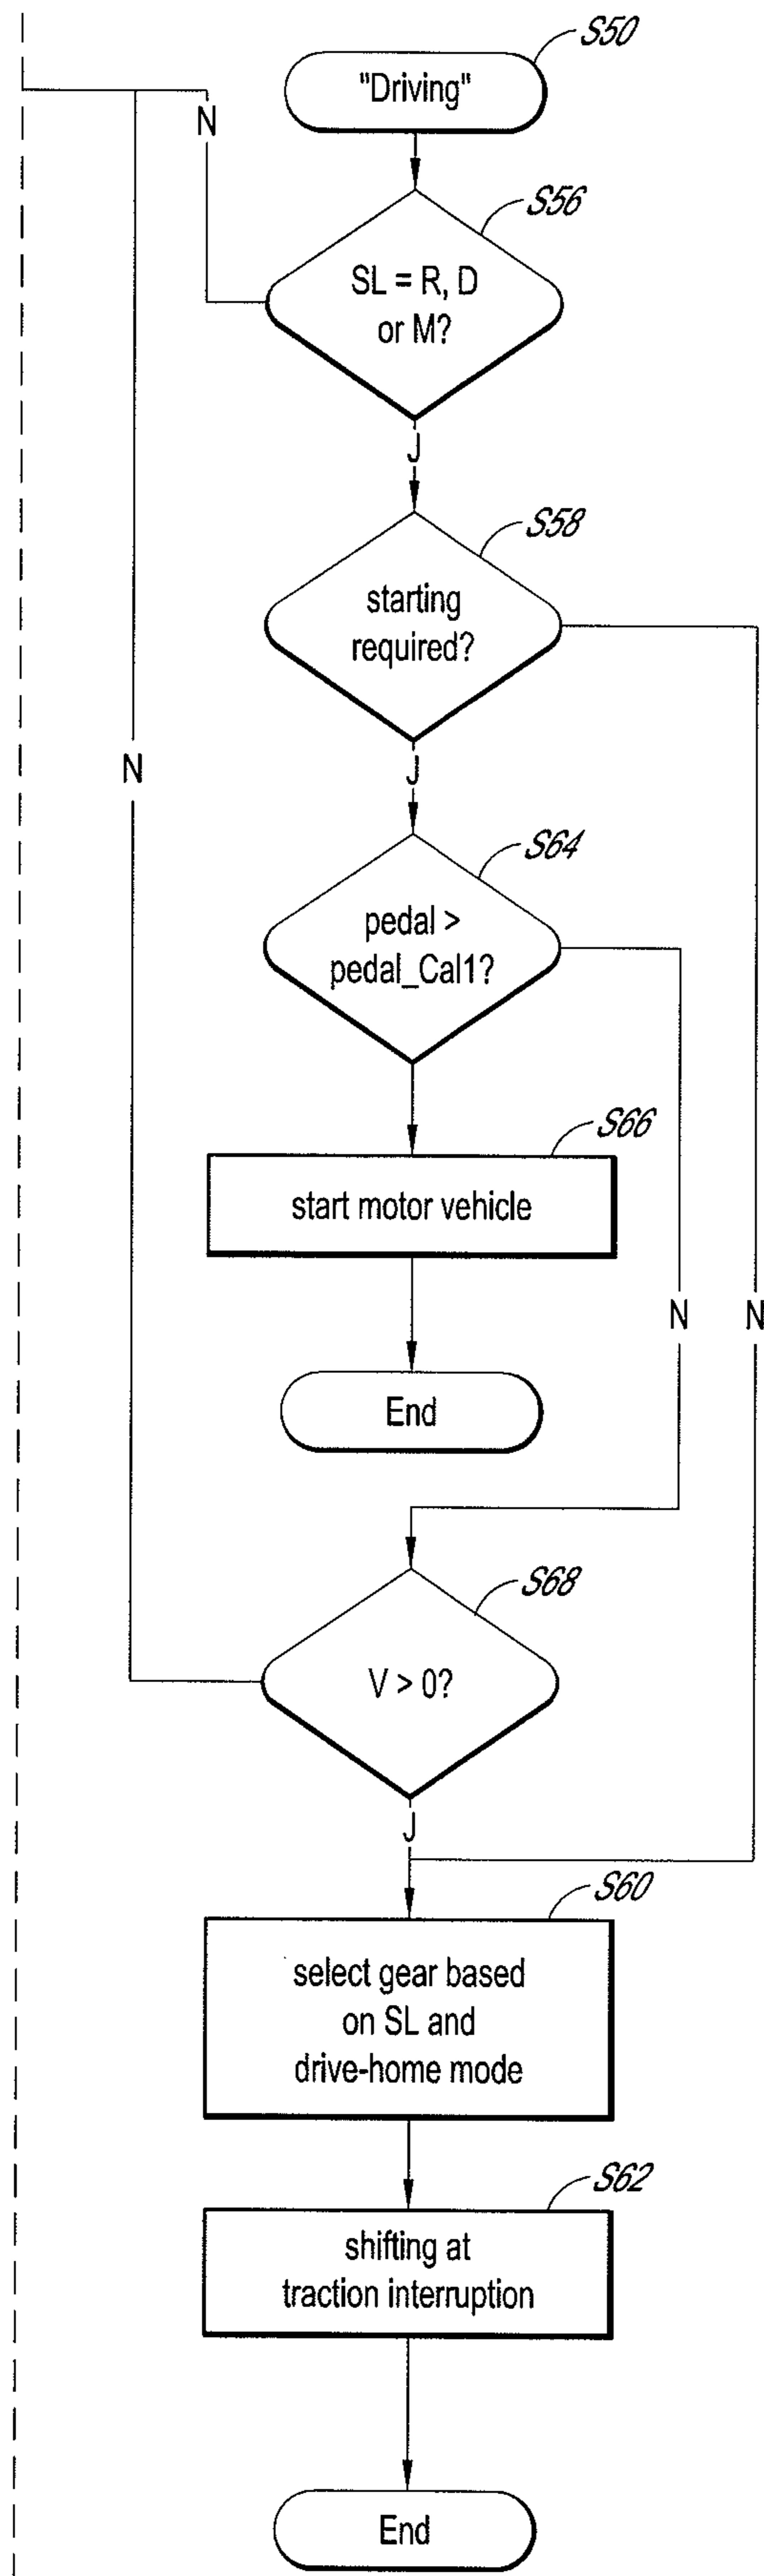 S50
"Driving"
N
S56
SL = R, D
or M?
J
S58
starting
required?
N
J
S64
pedal >
pedal_Cal1?
S66
start motor vehicle
N
N
End
S68
V > 0?
J
S60
select gear based
on SL and
drive-home mode
S62
shifting at
traction interruption
End